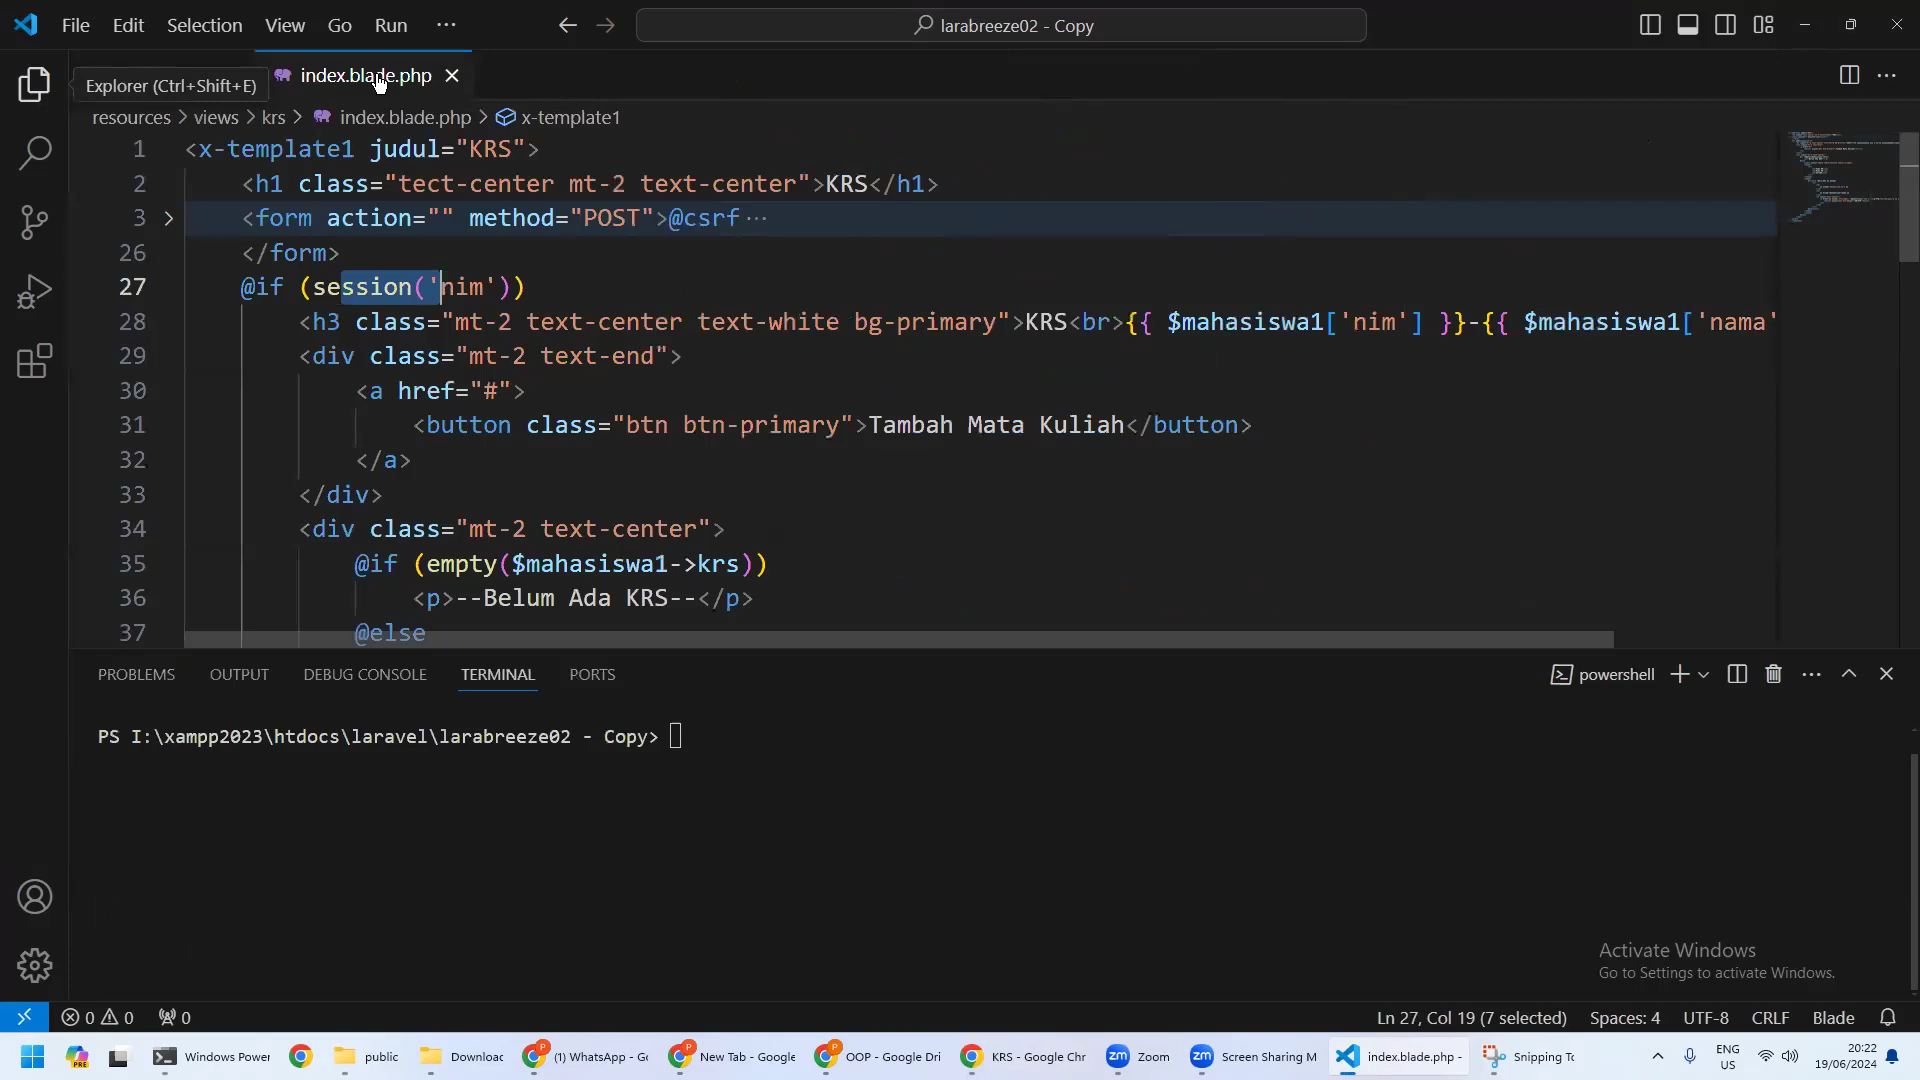 File Edit Selection View Go Run ··· larabreeze02 - Copy
Explorer (Ctrl+Shift+E) index.blade.php
resources > views > krs > index.blade.php > x-template1
1 <x-template1 judul="KRS">
2 <h1 class="tect-center mt-2 text-center">KRS</h1>
3 <form action="" method="POST">@csrf ···
26 </form>
27 @if (session('nim'))
28 <h3 class="mt-2 text-center text-white bg-primary">KRS<br>{{ $mahasiswa1['nim'] }}-{{ $mahasiswa1['nama'
29 <div class="mt-2 text-end">
30 <a href="#">
31 <button class="btn btn-primary">Tambah Mata Kuliah</button>
32 </a>
33 </div>
34 <div class="mt-2 text-center">
35 @if (empty($mahasiswa1->krs))
36 <p>--Belum Ada KRS--</p>
37 @else
PROBLEMS OUTPUT DEBUG CONSOLE TERMINAL PORTS powershell
PS I:\xampp2023\htdocs\laravel\larabreeze02 - Copy>
Activate Windows
Go to Settings to activate Windows.
0 0 0 Ln 27, Col 19 (7 selected) Spaces: 4 UTF-8 CRLF Blade
Windows Power public Downloac (1) WhatsApp - Go New Tab - Google OOP - Google Dri KRS - Google Chr Zoom Screen Sharing M index.blade.php - Snipping To ENG US 20:22 19/06/2024